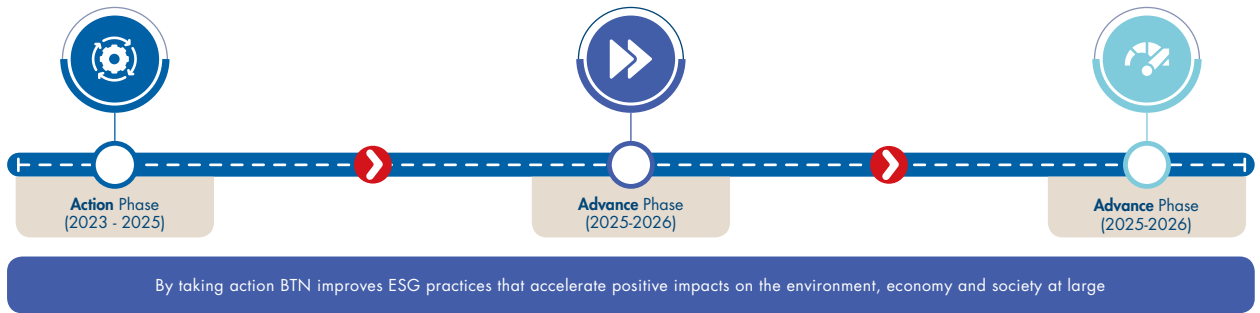 Action Phase
(2023 - 2025)
Advance Phase
(2025-2026)
Advance Phase
(2025-2026)
By taking action BTN improves ESG practices that accelerate positive impacts on the environment, economy and society at large